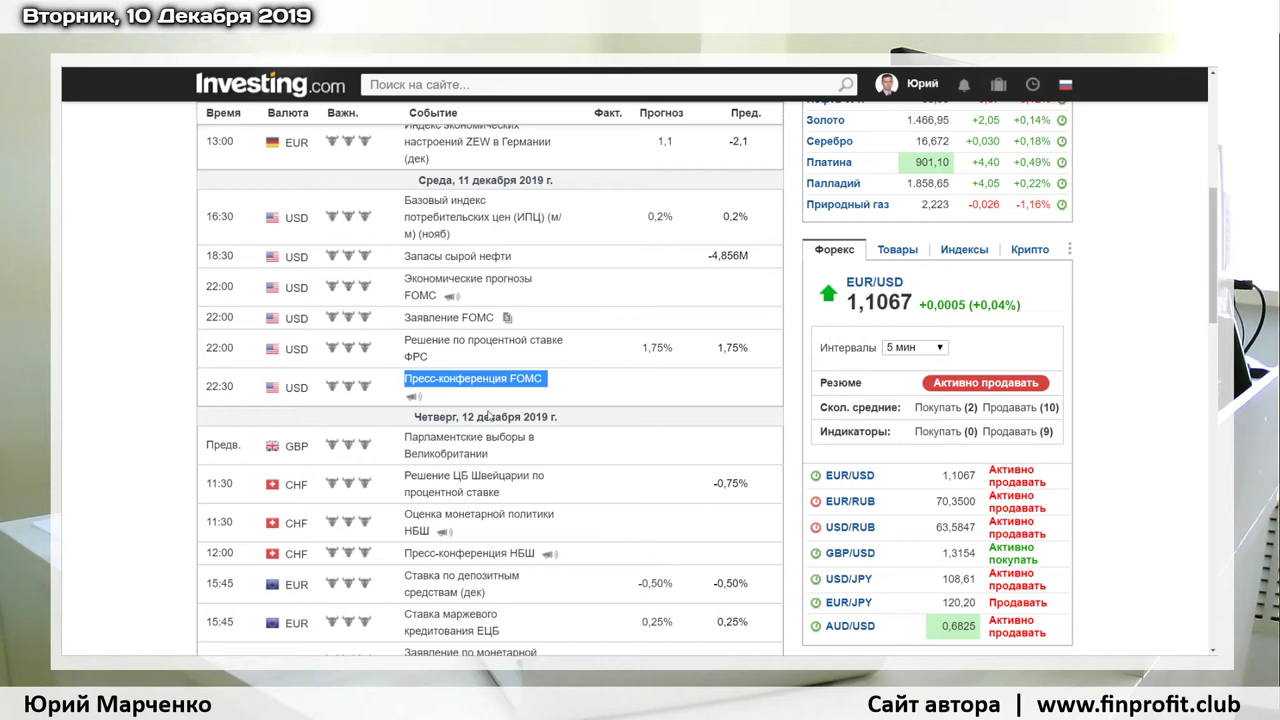 Вторник, 10 Декабря 2019
Investing.com
Поиск на сайте...
Юрий
Время Валюта Важн. Событие Факт. Прогноз Пред.
Индекс экономических
13:00 EUR настроений ZEW в Германии 1,1 -2,1
(дек)
Среда, 11 декабря 2019 г.
Базовый индекс
16:30 USD потребительских цен (ИПЦ) (м/ 0,2% 0,2%
м) (нояб)
18:30 USD Запасы сырой нефти -4,856M
Экономические прогнозы
22:00 USD FOMC
22:00 USD Заявление FOMC
Решение по процентной ставке
22:00 USD ФРС 1,75% 1,75%
Пресс-конференция FOMC
22:30 USD
Четверг, 12 декабря 2019 г.
Парламентские выборы в
Предв. GBP Великобритании
Решение ЦБ Швейцарии по
11:30 CHF процентной ставке -0,75%
Оценка монетарной политики
11:30 CHF НБШ
12:00 CHF Пресс-конференция НБШ
Ставка по депозитным
15:45 EUR средствам (дек) -0,50% -0,50%
Ставка маржевого
15:45 EUR кредитования ЕЦБ 0,25% 0,25%
Заявление по монетарной
Золото 1.466,95 +2,05 +0,14%
Серебро 16,672 +0,030 +0,18%
Платина 901,10 +4,40 +0,49%
Палладий 1.858,65 +4,05 +0,22%
Природный газ 2,223 -0,026 -1,16%
Форекс Товары Индексы Крипто
EUR/USD
1,1067 +0,0005 (+0,04%)
Интервалы 5 мин
Резюме Активно продавать
Скол. средние: Покупать (2) Продавать (10)
Индикаторы: Покупать (0) Продавать (9)
EUR/USD 1,1067 Активно
продавать
EUR/RUB 70,3500 Активно
продавать
USD/RUB 63,5847 Активно
продавать
GBP/USD 1,3154 Активно
покупать
USD/JPY 108,61 Активно
продавать
EUR/JPY 120,20 Продавать
AUD/USD 0,6825 Активно
продавать
Юрий Марченко
Сайт автора | www.finprofit.club